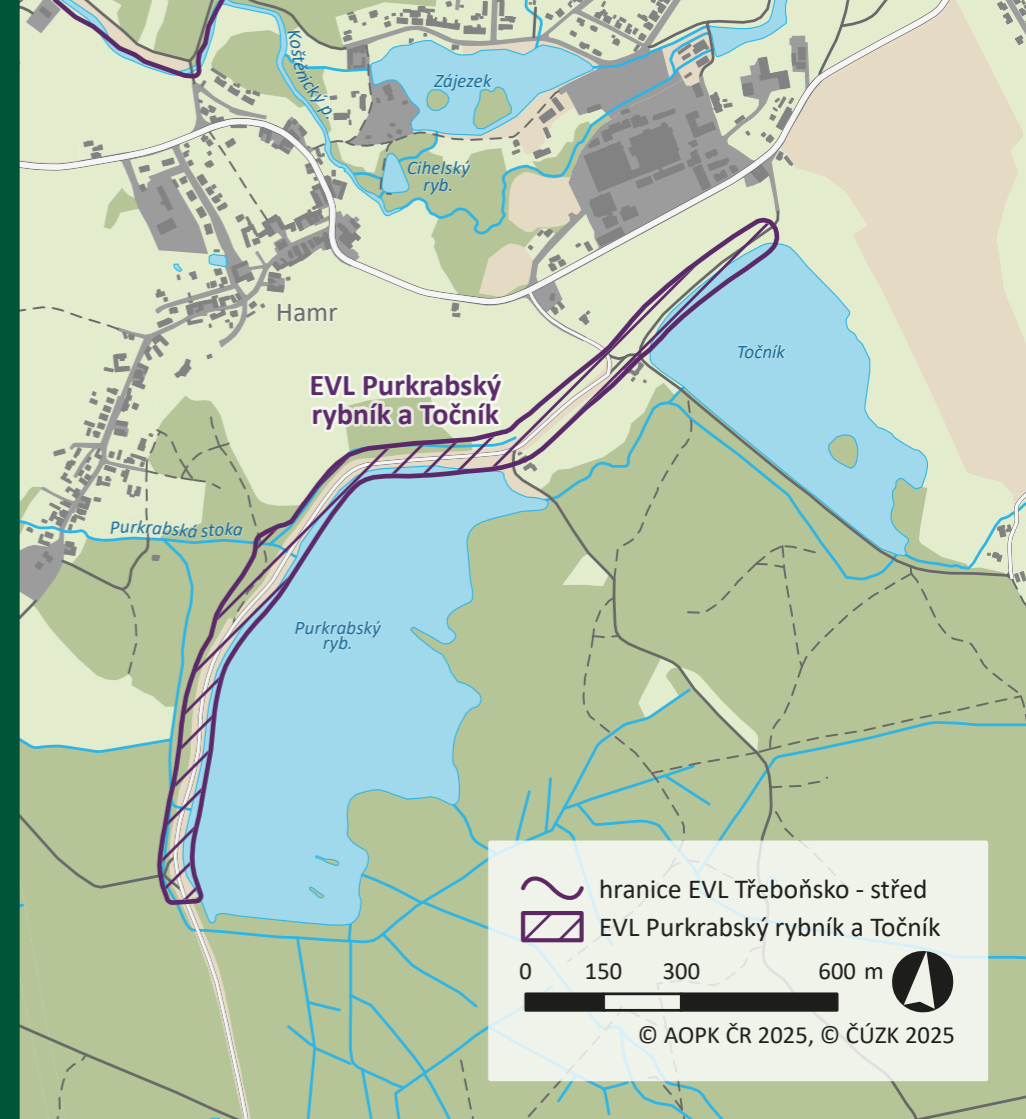 Koštěnický p.
Zájezek
Cihelský
ryb.
Hamr
Točník
EVL Purkrabský
rybník a Točník
Purkrabská stoka
Purkrabský
ryb.
hranice EVL Třeboňsko - střed
EVL Purkrabský rybník a Točník
0 150 300 600 m
© AOPK ČR 2025, © ČÚZK 2025